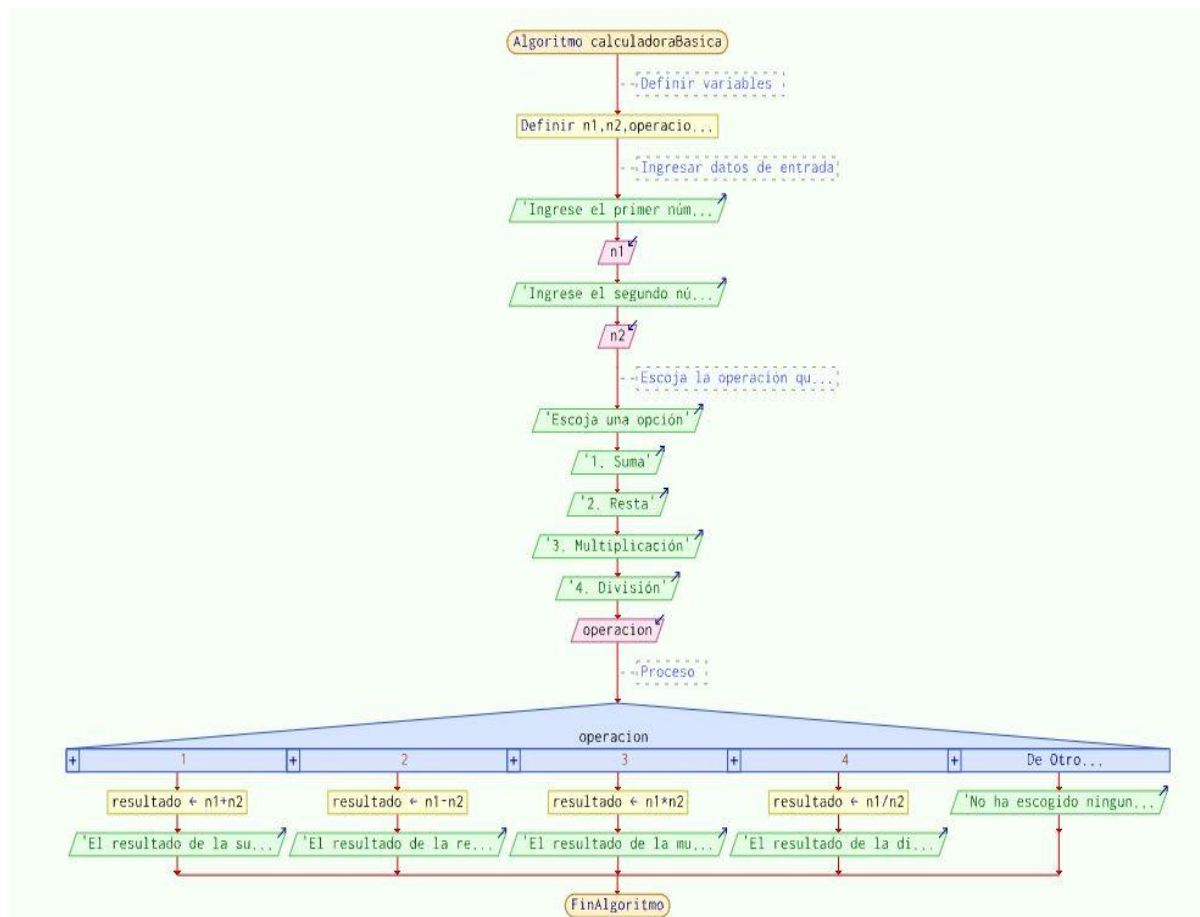 Algoritmo calculadoraBasica
Definir variables
Definir n1,n2,operacio...
Ingresar datos de entrada
'Ingrese el primer núm...
n1
'Ingrese el segundo nú...
n2
Escoja la operación qu...
'Escoja una opción'
'1. Suma'
'2. Resta'
'3. Multiplicación'
'4. División'
operacion
Proceso
operacion
+ 1 + 2 + 3 + 4 + De Otro...
resultado ← n1+n2 resultado ← n1-n2 resultado ← n1*n2 resultado ← n1/n2 'No ha escogido ningun...
'El resultado de la su... 'El resultado de la re... 'El resultado de la mu... 'El resultado de la di...
FinAlgoritmo